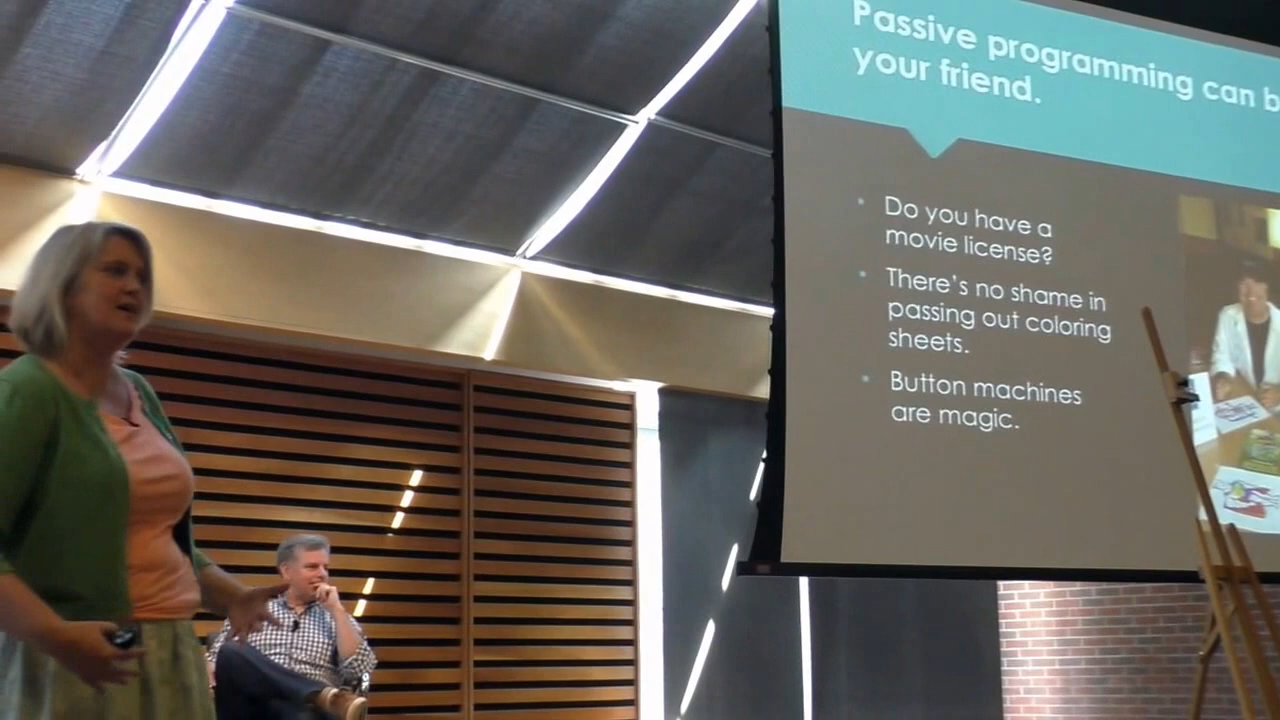 Passive programming can b
your friend.
Do you have a
movie license?
There's no shame in
passing out coloring
sheets.
Button machines
are magic.